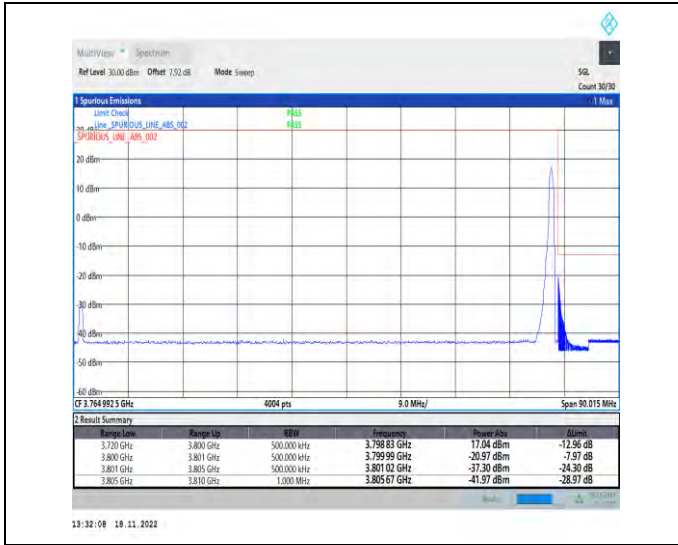 MultiView Spectrum
Ref Level 30.00 dBm Offset 7.92 dB Mode Sweep SGL
Count 30/30
1 Spurious Emissions 1 Max
Limit Check PASS
Line _SPURIOUS_LINE_ABS_002 PASS
_SPURIOUS_LINE_ABS_002
20 dBm
10 dBm
0 dBm
-10 dBm
-20 dBm
-30 dBm
-40 dBm
-50 dBm
-60 dBm
CF 3.764 992 5 GHz 4004 pts 9.0 MHz/ Span 90.015 MHz
2 Result Summary
Range Low Range Up RBW Frequency Power Abs ΔLimit
3.720 GHz 3.800 GHz 500.000 kHz 3.798 83 GHz 17.04 dBm -12.96 dB
3.800 GHz 3.801 GHz 500.000 kHz 3.799 99 GHz -20.97 dBm -7.97 dB
3.801 GHz 3.805 GHz 500.000 kHz 3.801 02 GHz -37.30 dBm -24.30 dB
3.805 GHz 3.810 GHz 1.000 MHz 3.805 67 GHz -41.97 dBm -28.97 dB
13:32:08 18.11.2022